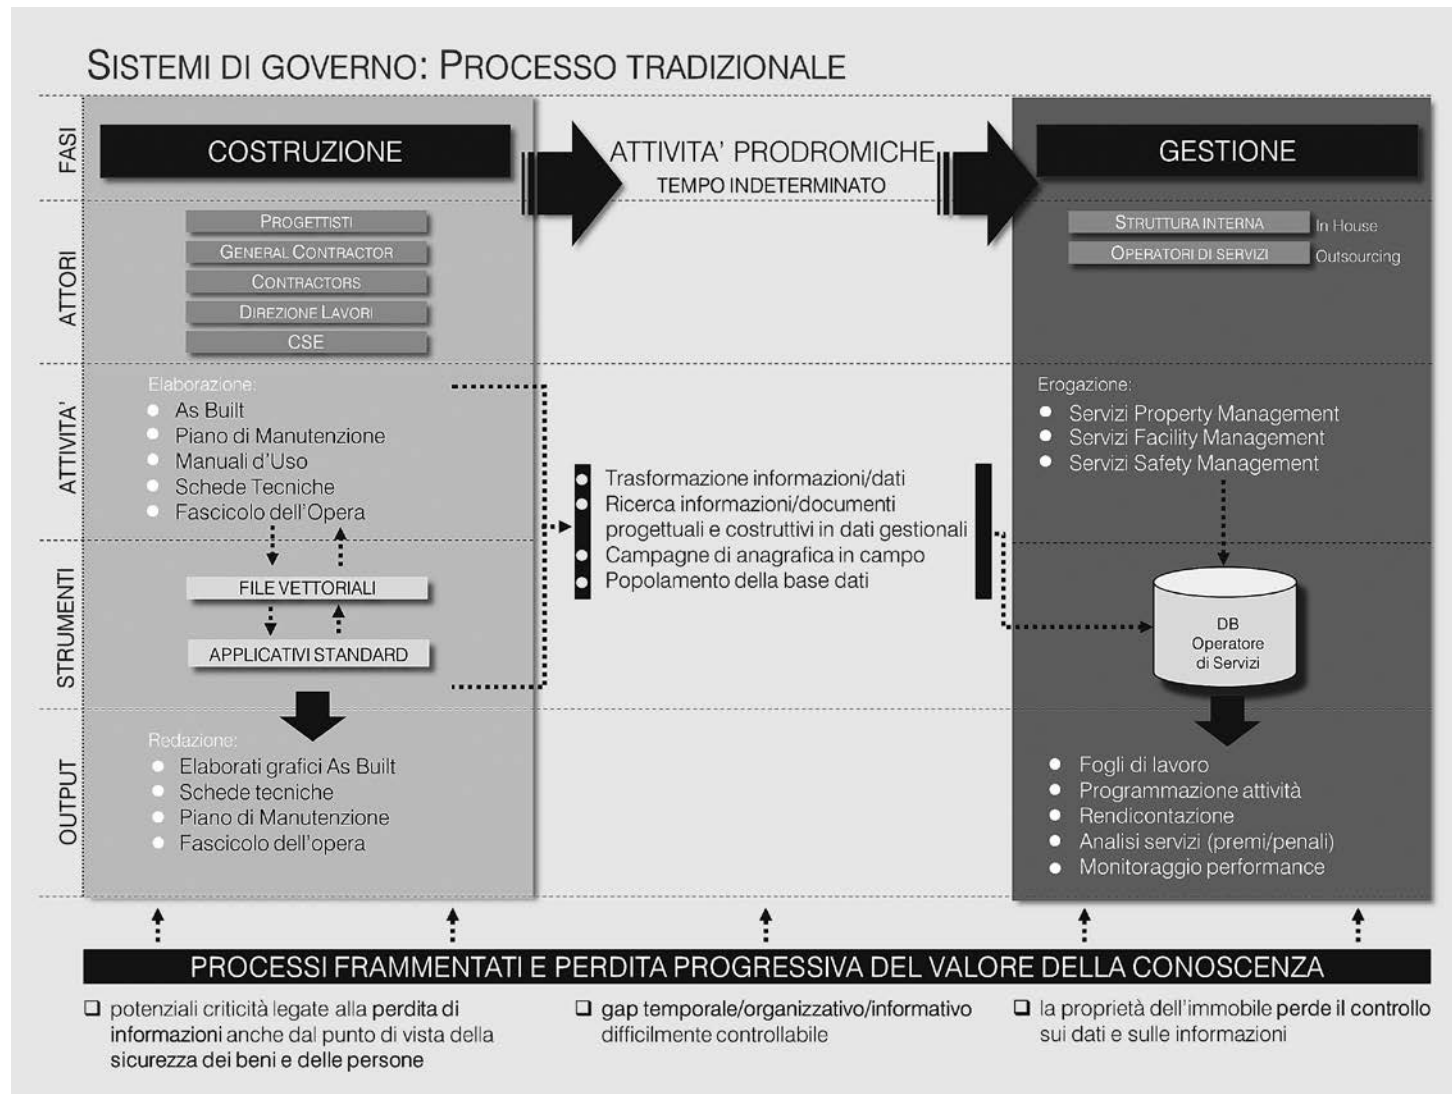 SISTEMI DI GOVERNO: PROCESSO TRADIZIONALE
FASI
COSTRUZIONE
ATTIVITA' PRODROMICHE
TEMPO INDETERMINATO
GESTIONE
ATTORI
PROGETTISTI
GENERAL CONTRACTOR
CONTRACTORS
DIREZIONE LAVORI
CSE
STRUTTURA INTERNA
In House
OPERATORI DI SERVIZI
Outsourcing
ATTIVITA'
Elaborazione:
As Built
Piano di Manutenzione
Manuali d'Uso
Schede Tecniche
Fascicolo dell'Opera
Trasformazione informazioni/dati
Ricerca informazioni/documenti
progettuali e costruttivi in dati gestionali
Campagne di anagrafica in campo
Popolamento della base dati
Erogazione:
Servizi Property Management
Servizi Facility Management
Servizi Safety Management
STRUMENTI
FILE VETTORIALI
APPLICATIVI STANDARD
DB
Operatore
di Servizi
OUTPUT
Redazione:
Elaborati grafici As Built
Schede tecniche
Piano di Manutenzione
Fascicolo dell'opera
Fogli di lavoro
Programmazione attività
Rendicontazione
Analisi servizi (premi/penali)
Monitoraggio performance
PROCESSI FRAMMENTATI E PERDITA PROGRESSIVA DEL VALORE DELLA CONOSCENZA
potenziali criticità legate alla perdita di
informazioni anche dal punto di vista della
sicurezza dei beni e delle persone
gap temporale/organizzativo/informativo
difficilmente controllabile
la proprietà dell'immobile perde il controllo
sui dati e sulle informazioni